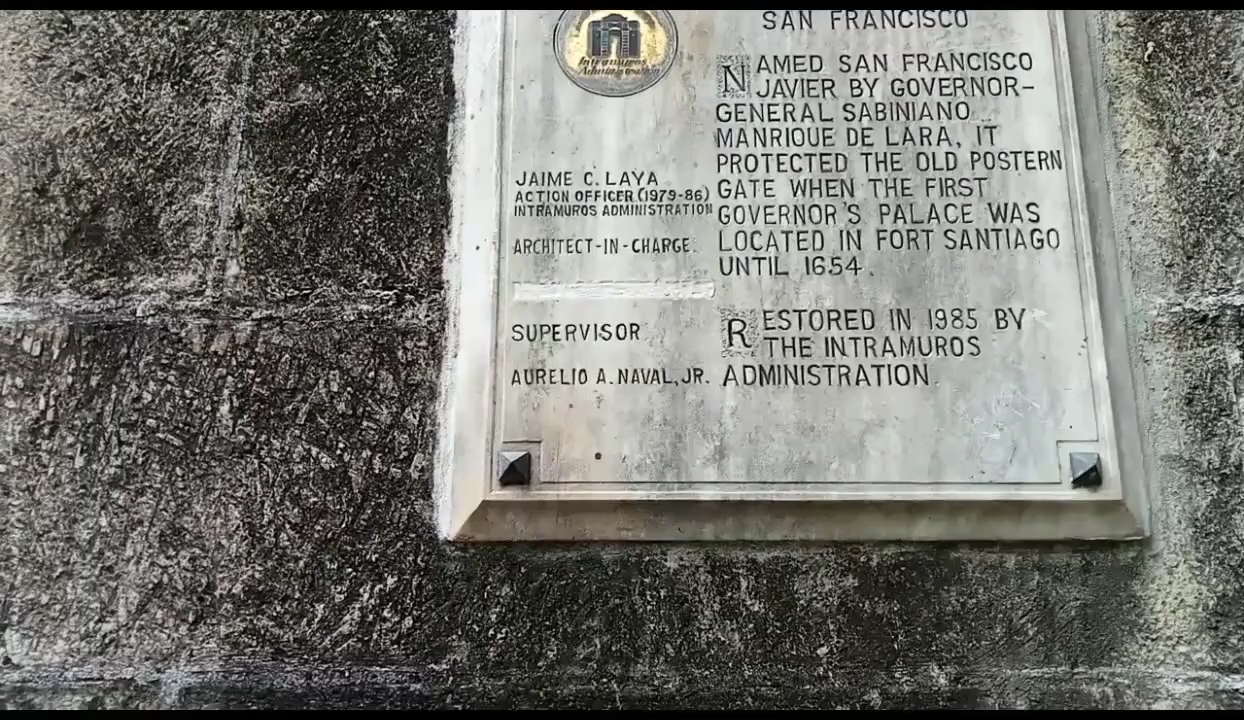 Intramuros
Administration
JAIME C. LAYA
ACTION OFFICER (1979-86)
INTRAMUROS ADMINISTRATION
ARCHITECT-IN-CHARGE
SUPERVISOR
AURELIO A. NAVAL, JR.
SAN FRANCISCO
NAMED SAN FRANCISCO
JAVIER BY GOVERNOR-
GENERAL SABINIANO
MANRIQUE DE LARA, IT
PROTECTED THE OLD POSTERN
GATE WHEN THE FIRST
GOVERNOR'S PALACE WAS
LOCATED IN FORT SANTIAGO
UNTIL 1654.
RESTORED IN 1985 BY
THE INTRAMUROS
ADMINISTRATION.